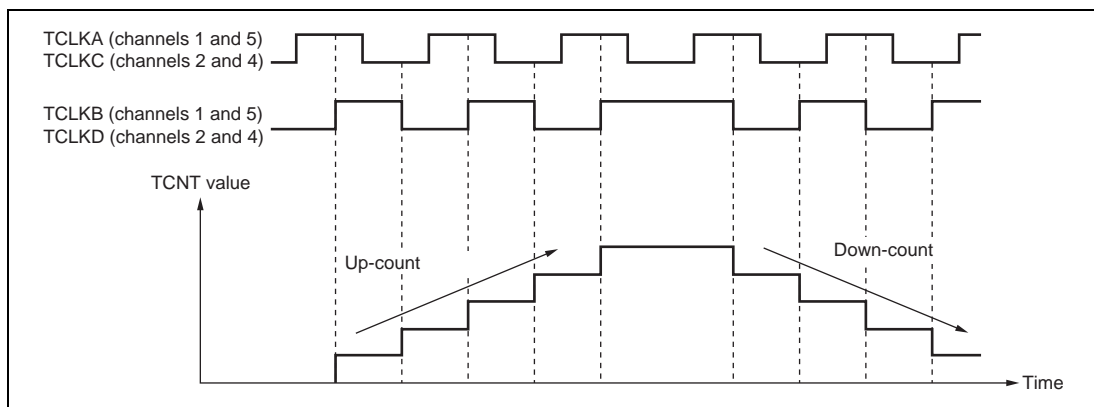 TCLKA (channels 1 and 5)
TCLKC (channels 2 and 4)
TCLKB (channels 1 and 5)
TCLKD (channels 2 and 4)
TCNT value
Up-count
Down-count
Time